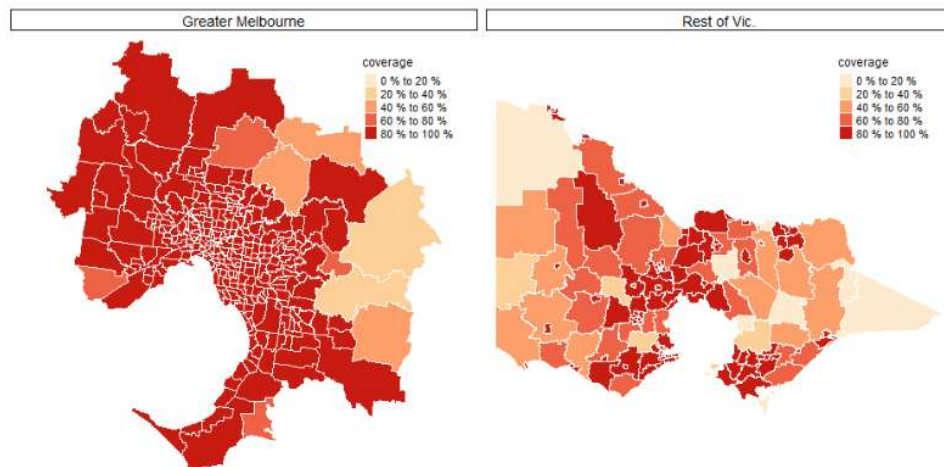 Greater Melbourne
coverage
0 % to 20 %
20 % to 40 %
40 % to 60 %
60 % to 80 %
80 % to 100 %
Rest of Vic.
coverage
0 % to 20 %
20 % to 40 %
40 % to 60 %
60 % to 80 %
80 % to 100 %